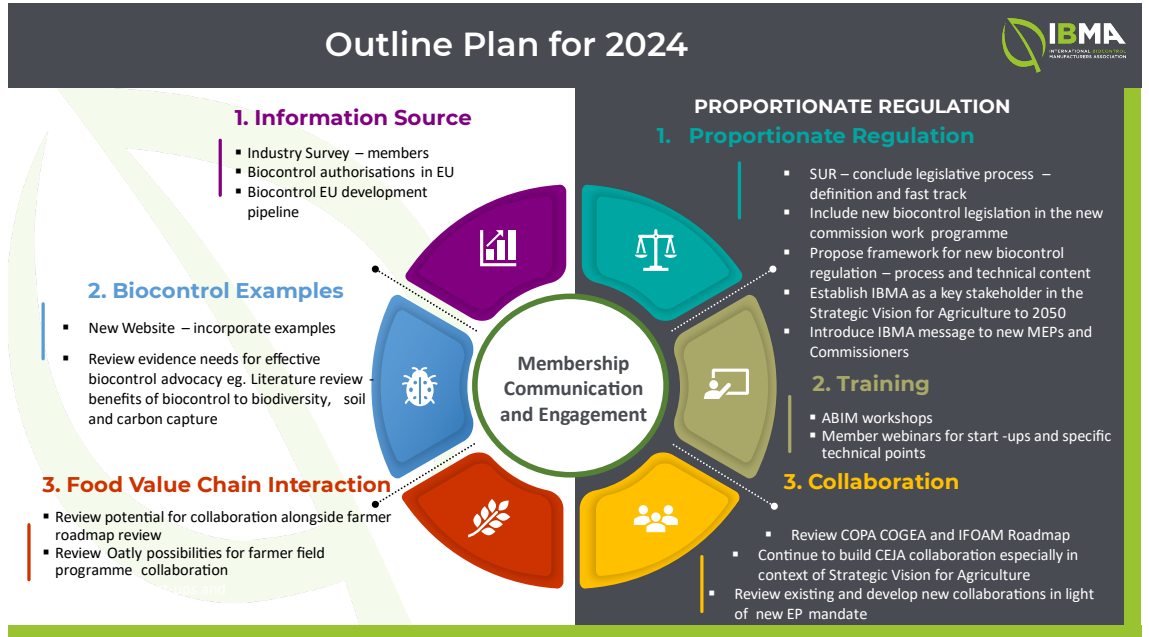 Outline Plan for 2024
IBMA
INTERNATIONAL BIOCONTROL
MANUFACTURERS ASSOCIATION
1. Information Source
▪ Industry Survey – members
▪ Biocontrol authorisations in EU
▪ Biocontrol EU development
pipeline
2. Biocontrol Examples
▪ New Website – incorporate examples
▪ Review evidence needs for effective
biocontrol advocacy eg. Literature review -
benefits of biocontrol to biodiversity, soil
and carbon capture
3. Food Value Chain Interaction
▪ Review potential for collaboration alongside farmer
roadmap review
▪ Review Oatly possibilities for farmer field
programme collaboration
Membership
Communication
and Engagement
PROPORTIONATE REGULATION
1. Proportionate Regulation
▪ SUR – conclude legislative process –
definition and fast track
▪ Include new biocontrol legislation in the new
commission work programme
▪ Propose framework for new biocontrol
regulation – process and technical content
▪ Establish IBMA as a key stakeholder in the
Strategic Vision for Agriculture to 2050
▪ Introduce IBMA message to new MEPs and
Commissioners
2. Training
▪ ABIM workshops
▪ Member webinars for start -ups and specific
technical points
3. Collaboration
▪ Review COPA COGEA and IFOAM Roadmap
▪ Continue to build CEJA collaboration especially in
context of Strategic Vision for Agriculture
▪ Review existing and develop new collaborations in light
of new EP mandate